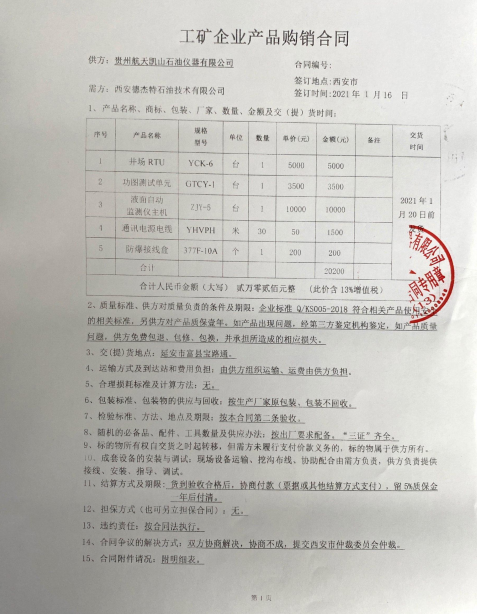 工矿企业产品购销合同
供方：贵州航天凯山石油仪器有限公司 合同编号：
签订地点：西安市
需方：西安德杰特石油技术有限公司 签订时间：2021年 1月 16 日
1、产品名称、商标、包装、厂家、数量、金额及交（提）货时间：
序号 产品名称 规格型号 单位 数量 单价(元) 金额(元) 备注 交货时间
1 井场 RTU YCK-6 台 1 5000 5000
2 功图测试单元 GTCY-1 台 1 3500 3500
3 液面自动监测仪主机 ZJY-6 台 1 10000 10000 2021 年 1月 20 日前
4 通讯电源电缆 YHVPH 米 30 50 1500
5 防爆接线盒 377F-10A 个 1 200 200
合计 20200
合计人民币金额（大写） 贰万零贰佰元整 （此价含 13%增值税）
2、质量标准、供方对质量负责的条件及期限：企业标准 Q/KS005-2018 符合相关产品使用
的相关标准。另供方对产品质保壹年。如产品出现问题，经第三方鉴定机构鉴定，如产品质量
问题，供方免费包退、包修、包换，并承担所造成的相应损失。
3、交(提)货地点：延安市富县宝路通。
4、运输方式及到达站和费用负担：由供方组织运输、运费由供方负担。
5、合理损耗标准及计算方法：无。
6、包装标准、包装物的供应与回收：按生产厂家原包装、包装不回收。
7、检验标准、方法、地点及期限：按本合同第二条验收。
8、随机的必备品、配件、工具数量及供应办法：按出厂要求配备。“三证”齐全。
9、标的物所有权自交货之时起转移，但需方未履行支付价款义务的，标的物属于供方所有。
10、成套设备的安装与调试：现场设备运输、挖沟布线、协助配合由需方负责，供方负责提供
接线、安装、指导、调试。
11、结算方式及期限：货到验收合格后，协商付款（票据或其他结算方式支付），留 5%质保金
一年后付清。
12、担保方式（也可另立担保合同）：无。
13、违约责任：按合同法执行。
14、合同争议的解决方式：双方协商解决，协商不成，提交西安市仲裁委员会仲裁。
15、合同附件请况：附明细表。
第 1 页